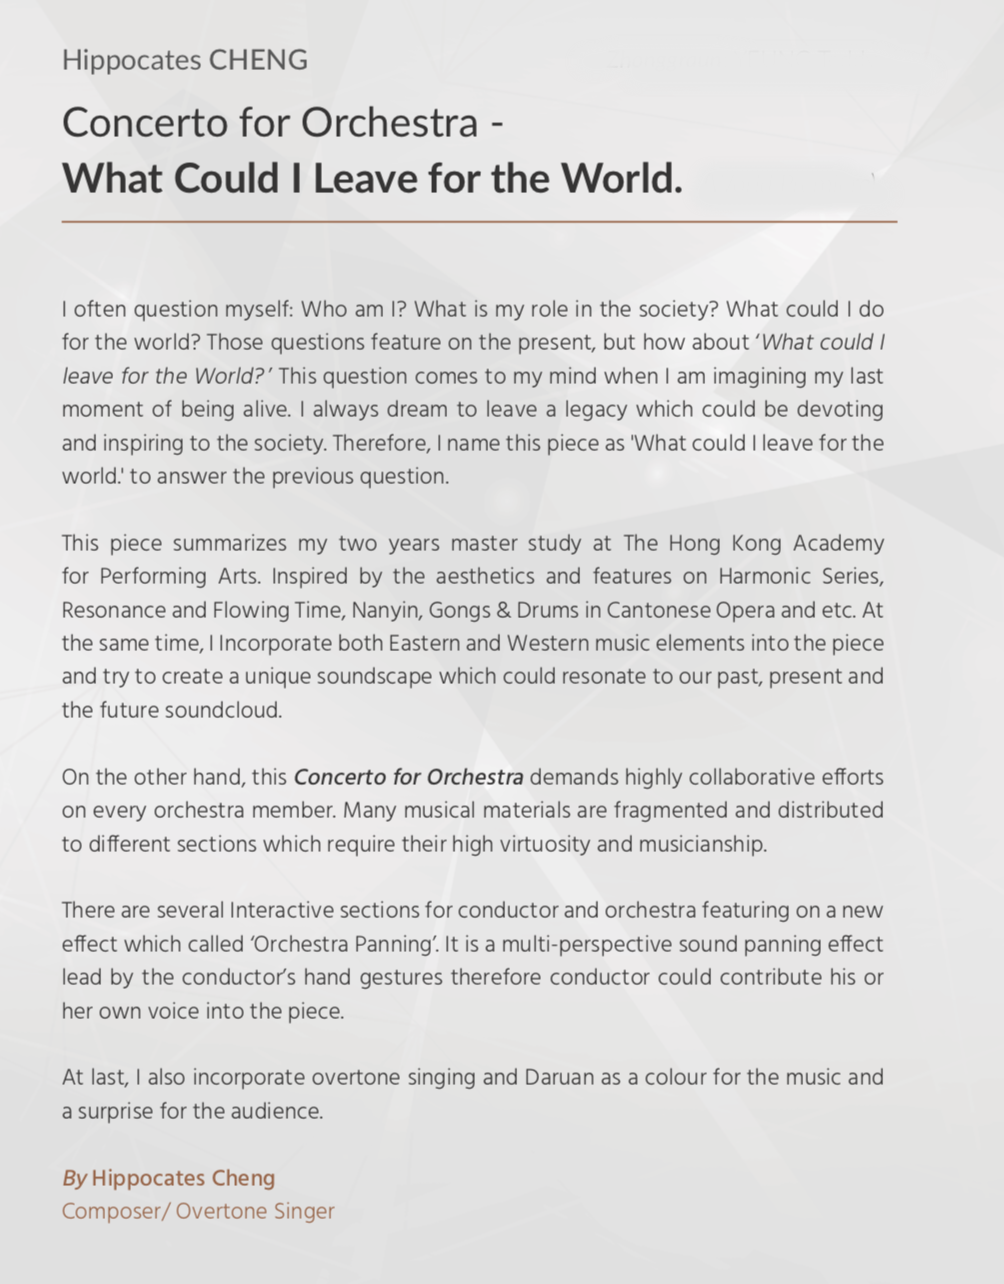 Hippocates CHENG
Concerto for Orchestra -
What Could I Leave for the World.
I often question myself: Who am I? What is my role in the society? What could I do
for the world? Those questions feature on the present, but how about ‘What could I
leave for the World?’ This question comes to my mind when I am imagining my last
moment of being alive. I always dream to leave a legacy which could be devoting
and inspiring to the society. Therefore, I name this piece as 'What could I leave for the
world.' to answer the previous question.
This piece summarizes my two years master study at The Hong Kong Academy
for Performing Arts. Inspired by the aesthetics and features on Harmonic Series,
Resonance and Flowing Time, Nanyin, Gongs & Drums in Cantonese Opera and etc. At
the same time, I Incorporate both Eastern and Western music elements into the piece
and try to create a unique soundscape which could resonate to our past, present and
the future soundcloud.
On the other hand, this Concerto for Orchestra demands highly collaborative efforts
on every orchestra member. Many musical materials are fragmented and distributed
to different sections which require their high virtuosity and musicianship.
There are several Interactive sections for conductor and orchestra featuring on a new
effect which called ‘Orchestra Panning’. It is a multi-perspective sound panning effect
lead by the conductor’s hand gestures therefore conductor could contribute his or
her own voice into the piece.
At last, I also incorporate overtone singing and Daruan as a colour for the music and
a surprise for the audience.
By Hippocates Cheng
Composer/ Overtone Singer